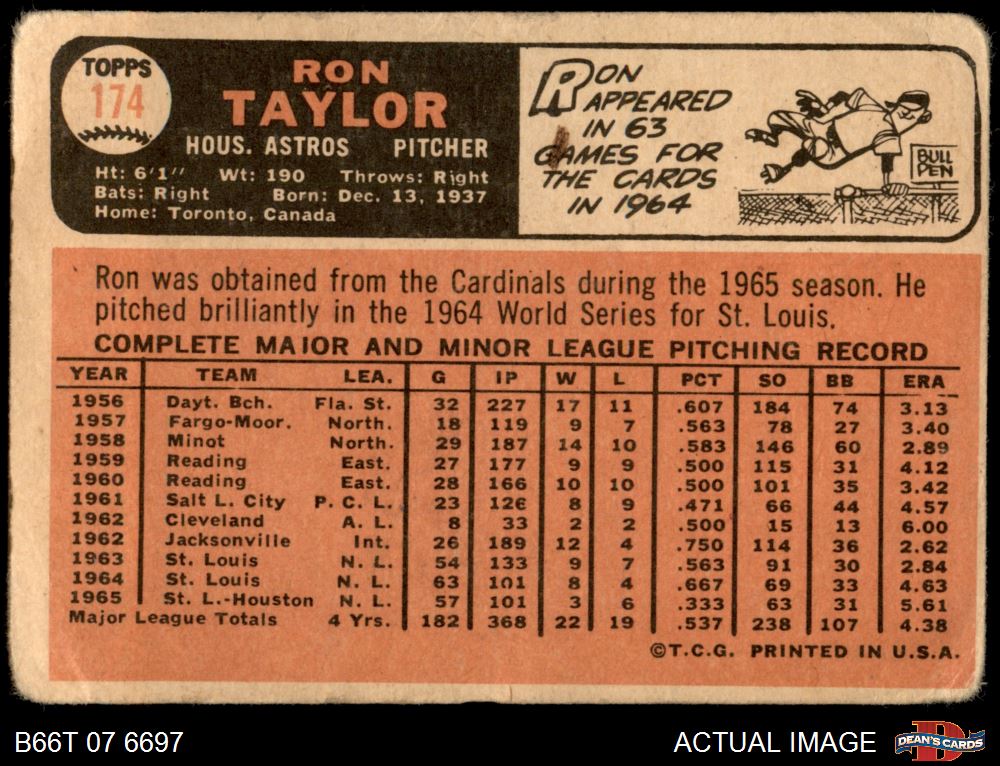 TOPPS
174
RON
TAYLOR
HOUS. ASTROS PITCHER
Ht: 6'1" Wt: 190 Throws: Right
Bats: Right Born: Dec. 13, 1937
Home: Toronto, Canada
RON
APPEARED
IN 63
GAMES FOR
THE CARDS
IN 1964
BULL
PEN
Ron was obtained from the Cardinals during the 1965 season. He
pitched brilliantly in the 1964 World Series for St. Louis.
COMPLETE MAJOR AND MINOR LEAGUE PITCHING RECORD
YEAR TEAM LEA. G IP W L PCT SO BB ERA
1956 Dayt. Bch. Fla. St. 32 227 17 11 .607 184 74 3.13
1957 Fargo-Moor. North. 18 119 9 7 .563 78 27 3.40
1958 Minot North. 29 187 14 10 .583 146 60 2.89
1959 Reading East. 27 177 9 9 .500 115 31 4.12
1960 Reading East. 28 166 10 10 .500 101 35 3.42
1961 Salt L. City P. C. L. 23 126 8 9 .471 66 44 4.57
1962 Cleveland A. L. 8 33 2 2 .500 15 13 6.00
1962 Jacksonville Int. 26 189 12 4 .750 114 36 2.62
1963 St. Louis N. L. 54 133 9 7 .563 91 30 2.84
1964 St. Louis N. L. 63 101 8 4 .667 69 33 4.63
1965 St. L.-Houston N. L. 57 101 3 6 .333 63 31 5.61
Major League Totals 4 Yrs. 182 368 22 19 .537 238 107 4.38
©T.C.G. PRINTED IN U.S.A.
B66T 07 6697
ACTUAL IMAGE
DEAN'S CARDS